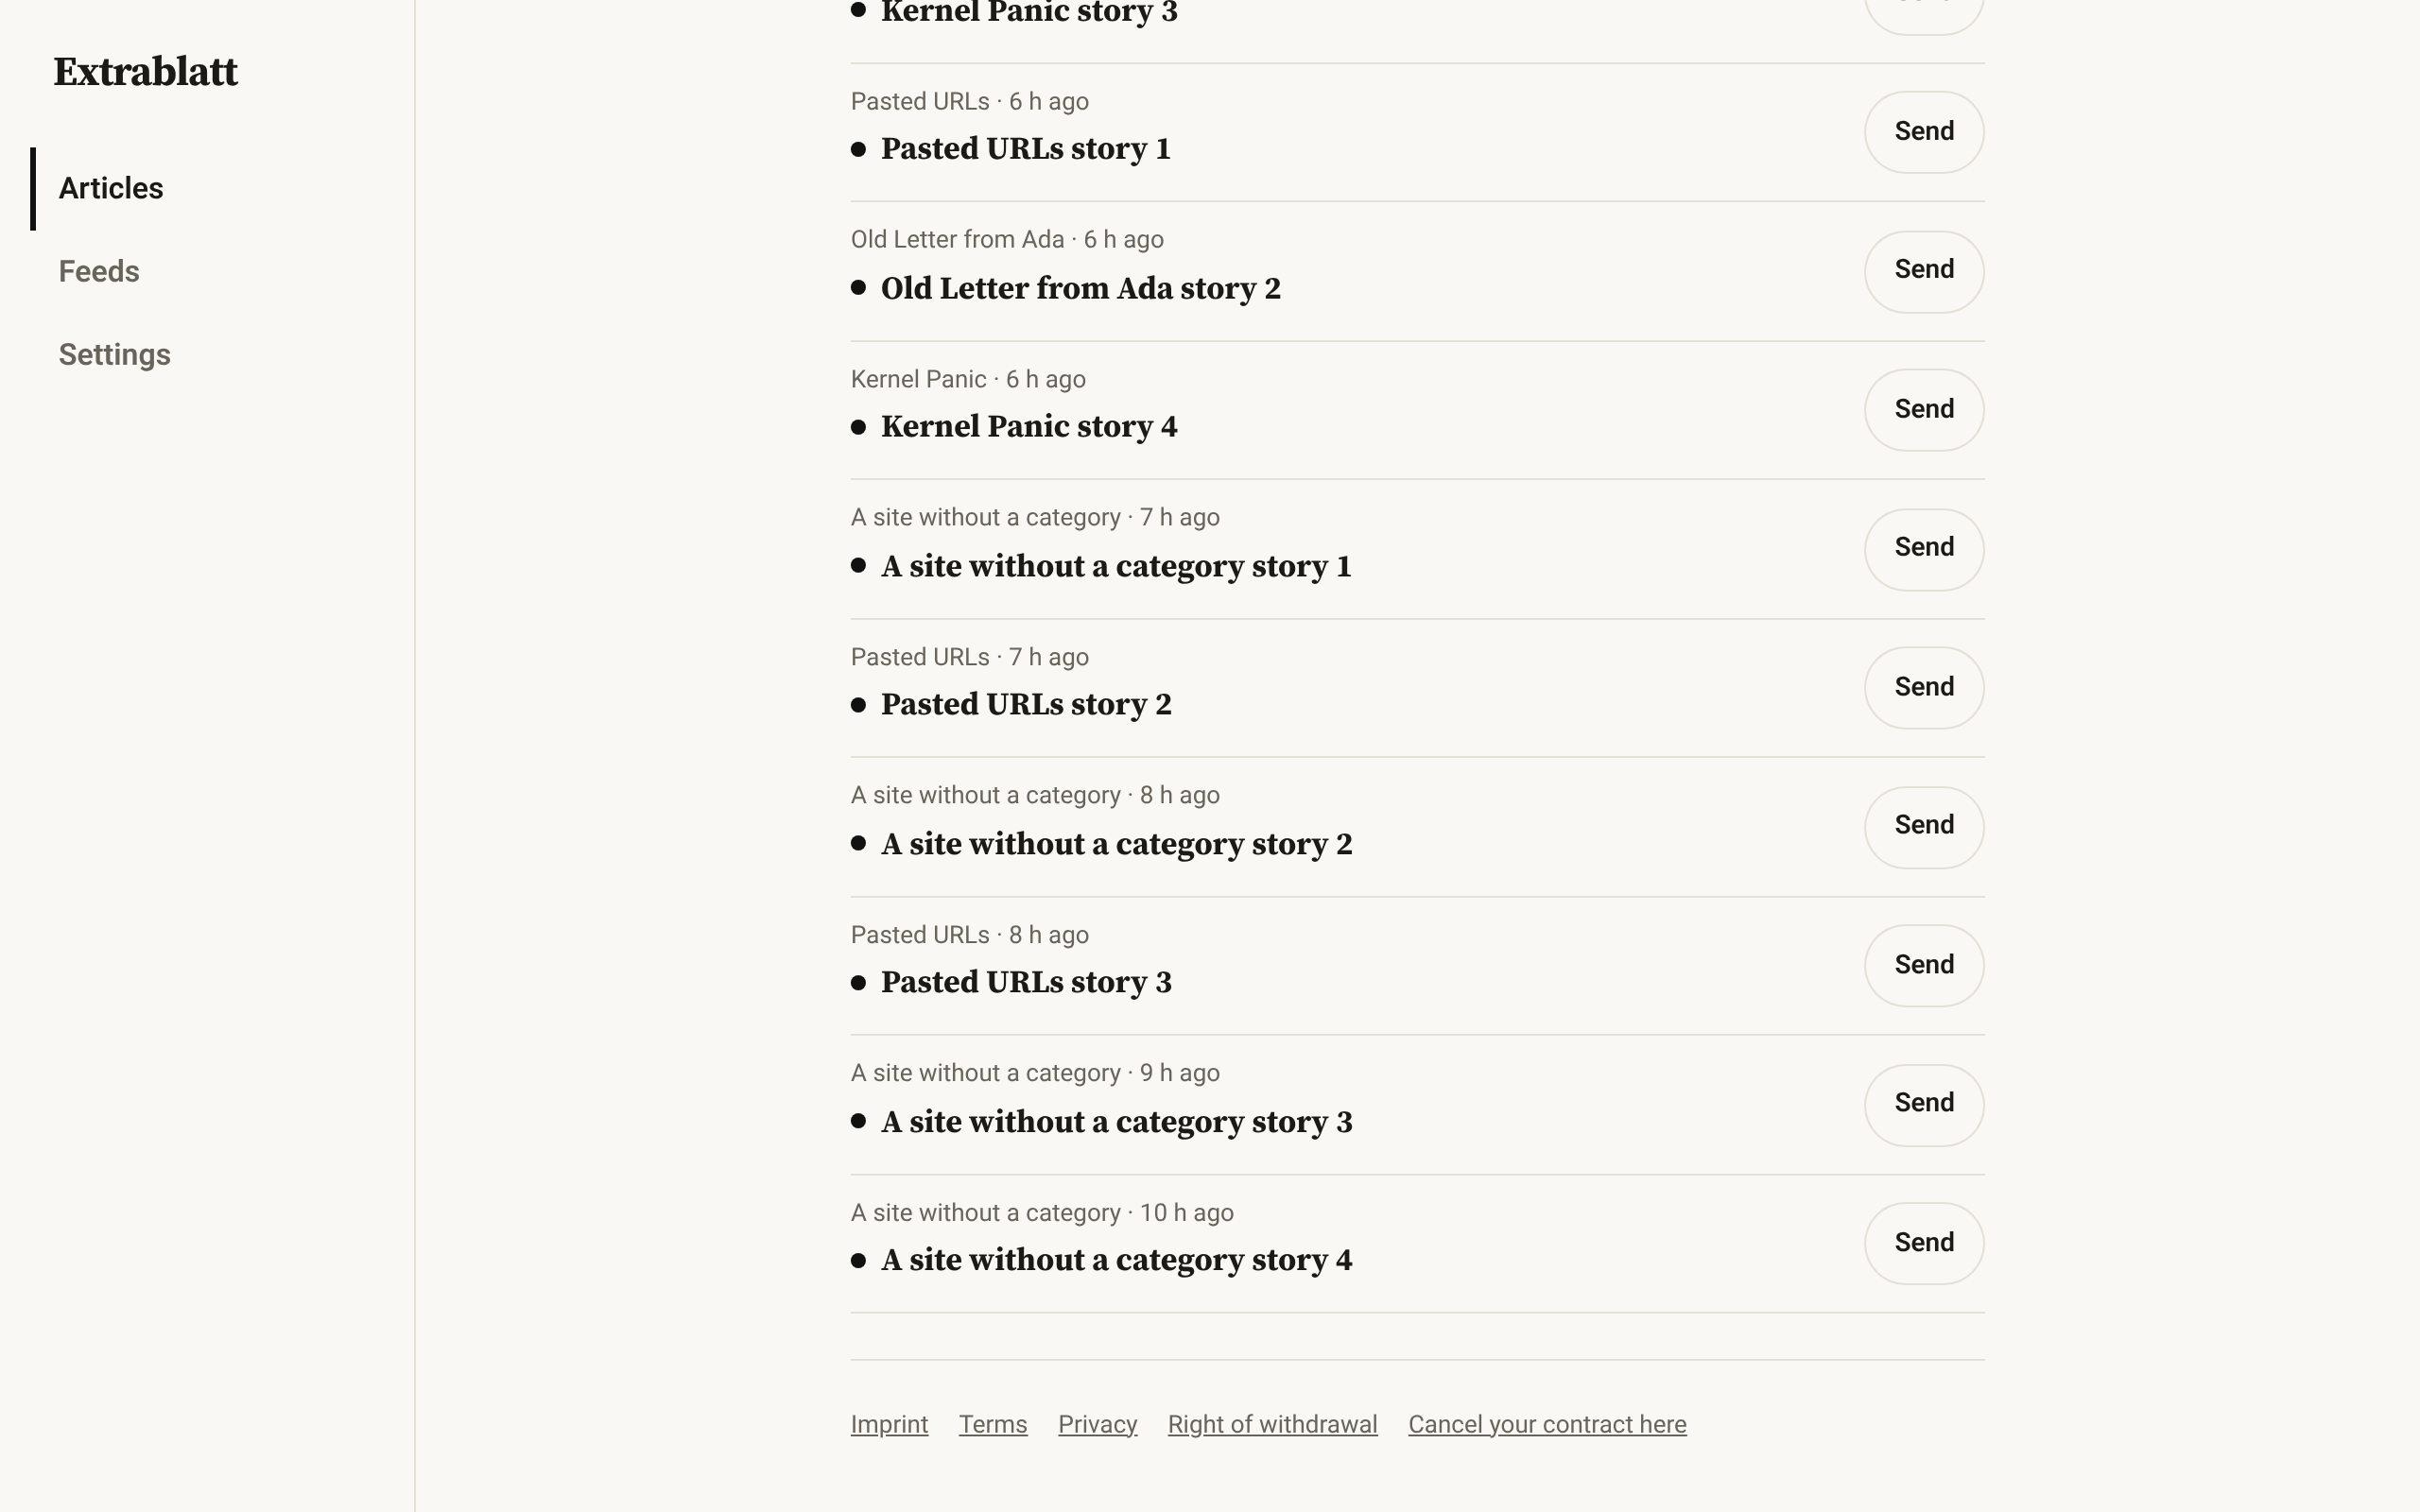 Extrablatt
Articles
Feeds
Settings
Kernel Panic story 3
Pasted URLs · 6 h ago
Pasted URLs story 1
Send
Old Letter from Ada · 6 h ago
Old Letter from Ada story 2
Send
Kernel Panic · 6 h ago
Kernel Panic story 4
Send
A site without a category · 7 h ago
A site without a category story 1
Send
Pasted URLs · 7 h ago
Pasted URLs story 2
Send
A site without a category · 8 h ago
A site without a category story 2
Send
Pasted URLs · 8 h ago
Pasted URLs story 3
Send
A site without a category · 9 h ago
A site without a category story 3
Send
A site without a category · 10 h ago
A site without a category story 4
Send
Imprint Terms Privacy Right of withdrawal Cancel your contract here